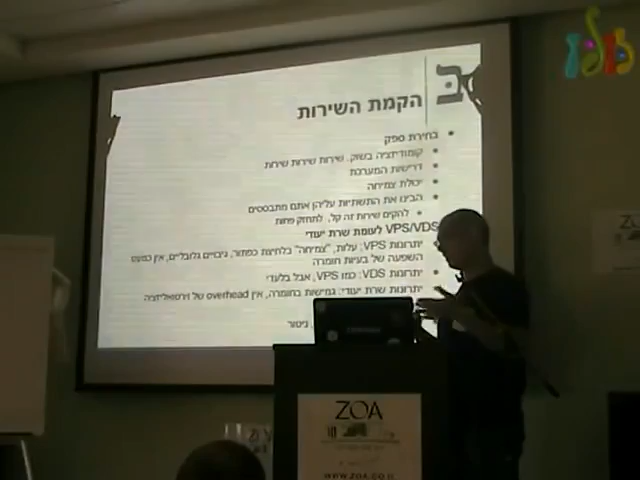 הקמת השירות
בחירת ספק
קומודיטיזציה בשוק. שירות שירות שירות
דרישות המערכת
יכולת צמיחה
הבינו את התשתיות עליהן אתם מתבססים
להקים שירות זה קל, לתחזק פחות
VPS/VDS לעומת שרת יעודי
יתרונות VPS: עלות, "צמיחה" בלחיצת כפתור, גיבויים גלובליים, אין כמעט
השפעה של בעיות חומרה
יתרונות VDS: כמו VPS, אבל בלעדי
יתרונות שרת יעודי: גמישות בחומרה, אין overhead של וירטואליזציה
ניטור
ZOA
WWW.ZOA.CO.IL